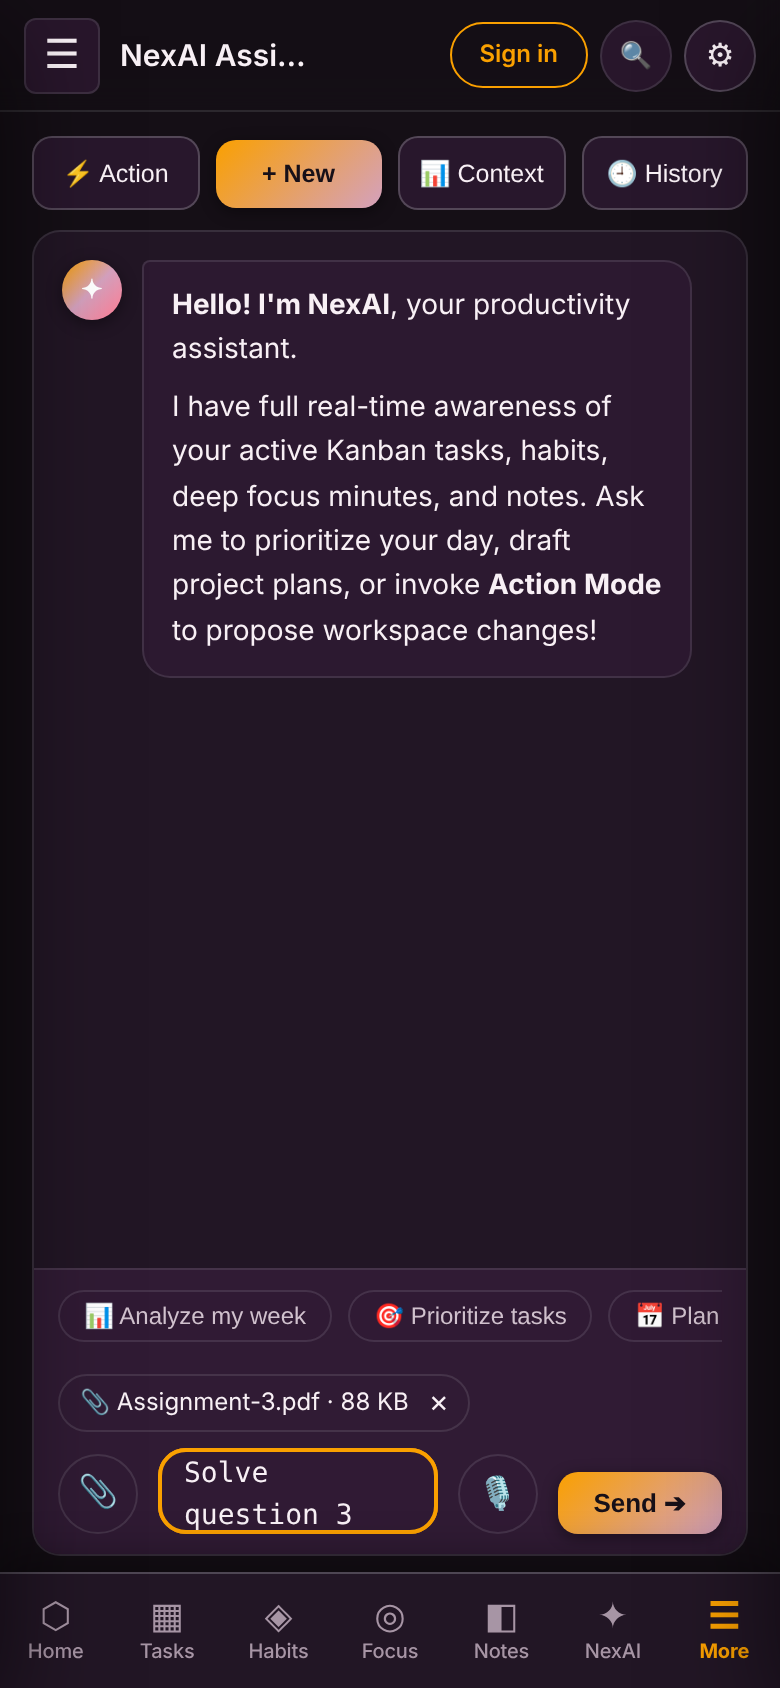 ☰ NexAI Assi... Sign in 🔍 ⚙
⚡ Action + New 📊 Context 🕘 History
✦
Hello! I'm NexAI, your productivity
assistant.
I have full real-time awareness of
your active Kanban tasks, habits,
deep focus minutes, and notes. Ask
me to prioritize your day, draft
project plans, or invoke Action Mode
to propose workspace changes!
📊 Analyze my week 🎯 Prioritize tasks 📅 Plan
📎 Assignment-3.pdf · 88 KB ✕
Solve
question 3
Send ➔
Home Tasks Habits Focus Notes NexAI More